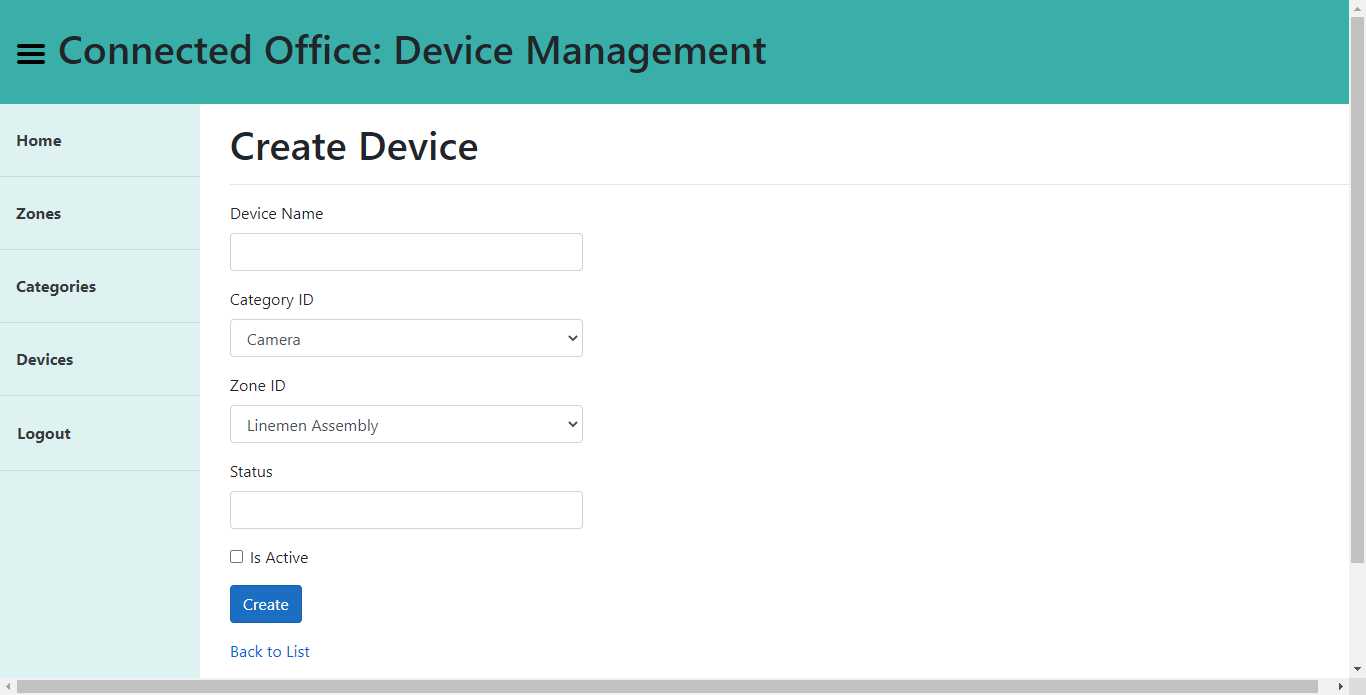 Connected Office: Device Management
Home
Zones
Categories
Devices
Logout
Create Device
Device Name
Category ID
Camera
Zone ID
Linemen Assembly
Status
Is Active
Create
Back to List